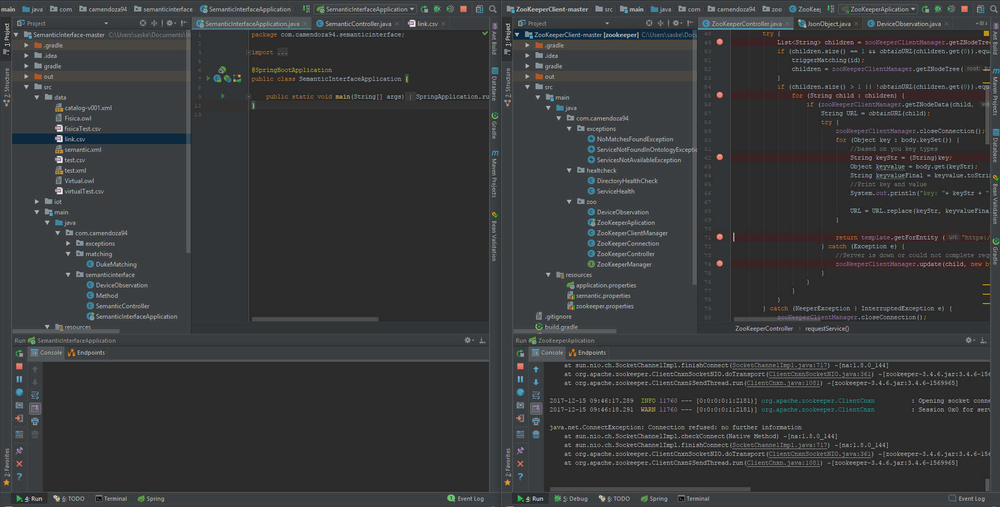 main java com camendoza94 semanticinterface SemanticInterfaceApplication SemanticInterfaceApplication
Project
SemanticInterfaceApplication.java SemanticController.java link.csv
1: Project
7: Structure
2: Favorites
SemanticInterface-master C:\Users\saske\Documents\In
.gradle
.idea
gradle
out
src
data
catalog-v001.xml
Fisica.owl
fisicaTest.csv
link.csv
semantic.xml
test.csv
test.xml
Virtual.owl
virtualTest.csv
iot
main
java
com.camendoza94
exceptions
matching
DukeMatching
semanticinterface
DeviceObservation
Method
SemanticController
SemanticInterfaceApplication
resources
1 package com.camendoza94.semanticinterface;
2
3 import ...
5
6 @SpringBootApplication
7 public class SemanticInterfaceApplication {
8
9 public static void main(String[] args) { SpringApplication.ru
12 }
13
Ant Build
Database
Gradle
Maven Projects
Bean Validation
Run SemanticInterfaceApplication
Console Endpoints
4: Run 6: TODO Terminal Spring 1 Event Log
ZooKeeperClient-master src main java com camendoza94 zoo ZooKee ZooKeeperAplication
Project
ZooKeeperController.java JsonObject.java DeviceObservation.java
1: Project
7: Structure
2: Favorites
ZooKeeperClient-master [zookeeper] C:\Users\saske\Docu
.gradle
.idea
gradle
out
src
main
java
com.camendoza94
exceptions
NoMatchesFoundException
ServiceNotFoundInOntologyExceptio
ServicesNotAvailableException
healtcheck
DirectoryHealthCheck
ServiceHealth
zoo
DeviceObservation
ZooKeeperAplication
ZooKeeperClientManager
ZooKeeperConnection
ZooKeeperController
ZooKeeperManager
resources
application.properties
semantic.properties
zookeeper.properties
.gitignore
build.gradle
48 try {
49 List<String> children = zooKeeperClientManager.getZNodeTree
50 if (children.size() == 1 && obtainURL(children.get(0)).equa
51 triggerMatching(id);
52 children = zooKeeperClientManager.getZNodeTree( root: BA
53 }
54 if (children.size() > 1 || !obtainURL(children.get(0)).equa
55 for (String child : children) {
56 if (zooKeeperClientManager.getZNodeData(child, wa
57 String URL = obtainURL(child);
58 try {
59 zooKeeperClientManager.closeConnection();
60 for (Object key : body.keySet()) {
61 //based on you key types
62 String keyStr = (String)key;
63 Object keyvalue = body.get(keyStr);
64 String keyvalueFinal = keyvalue.toStrin
65 //Print key and value
66 System.out.println("key: "+ keyStr + "
67
68 URL = URL.replace(keyStr, keyvalueFinal
69 }
70
71 return template.getForEntity ( url: "https:/
72 } catch (Exception e) {
73 //Server is down or could not complete requ
74 zooKeeperClientManager.update(child, new by
75 }
76 }
77 }
78 }
79 } catch (KeeperException | InterruptedException e) {
80 zooKeeperClientManager.closeConnection();
ZooKeeperController requestService()
Ant Build
Maven Projects
Database
Bean Validation
Gradle
Run ZooKeeperAplication
Console Endpoints
at sun.nio.ch.SocketChannelImpl.finishConnect(SocketChannelImpl.java:717) ~[na:1.8.0_144]
at org.apache.zookeeper.ClientCnxnSocketNIO.doTransport(ClientCnxnSocketNIO.java:361) ~[zookeeper-3.4.6.jar:3.4.6-156
at org.apache.zookeeper.ClientCnxn$SendThread.run(ClientCnxn.java:1081) ~[zookeeper-3.4.6.jar:3.4.6-1569965]
2017-12-15 09:46:17.289 INFO 11760 --- [0:0:0:0:1:2181)] org.apache.zookeeper.ClientCnxn : Opening socket conne
2017-12-15 09:46:18.291 WARN 11760 --- [0:0:0:0:1:2181)] org.apache.zookeeper.ClientCnxn : Session 0x0 for serv
java.net.ConnectException: Connection refused: no further information
at sun.nio.ch.SocketChannelImpl.checkConnect(Native Method) ~[na:1.8.0_144]
at sun.nio.ch.SocketChannelImpl.finishConnect(SocketChannelImpl.java:717) ~[na:1.8.0_144]
at org.apache.zookeeper.ClientCnxnSocketNIO.doTransport(ClientCnxnSocketNIO.java:361) ~[zookeeper-3.4.6.jar:3.4.6-156
at org.apache.zookeeper.ClientCnxn$SendThread.run(ClientCnxn.java:1081) ~[zookeeper-3.4.6.jar:3.4.6-1569965]
4: Run 5: Debug 6: TODO Spring Terminal Event Log